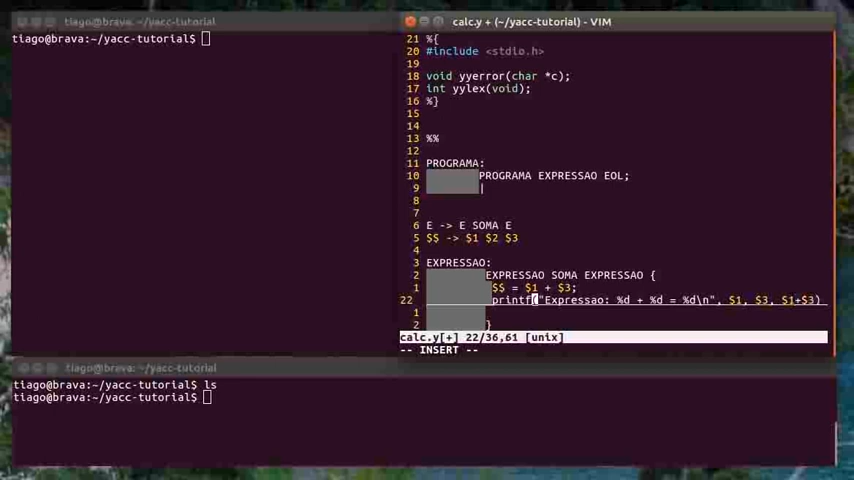 tiago@brava: ~/yacc-tutorial
tiago@brava:~/yacc-tutorial$
calc.y + (~/yacc-tutorial) - VIM
21 %{
20 #include <stdio.h>
19
18 void yyerror(char *c);
17 int yylex(void);
16 %}
15
14
13 %%
12
11 PROGRAMA:
10 PROGRAMA EXPRESSAO EOL;
9 |
8
7
6 E -> E SOMA E
5 $$ -> $1 $2 $3
4
3 EXPRESSAO:
2 EXPRESSAO SOMA EXPRESSAO {
1 $$ = $1 + $3;
22 printf("Expressao: %d + %d = %d\n", $1, $3, $1+$3)
1
2 }
calc.y[+] 22/36,61 [unix]
-- INSERT --
tiago@brava: ~/yacc-tutorial
tiago@brava:~/yacc-tutorial$ ls
tiago@brava:~/yacc-tutorial$